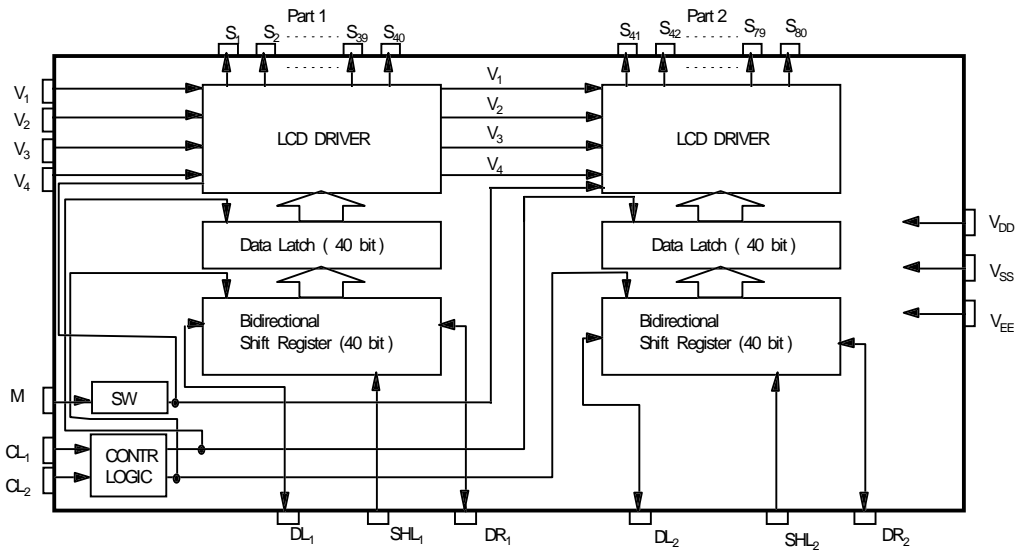 Part 1
Part 2
S1 S2 S39 S40
S41 S42 S79 S80
V1
V2
V3
V4
LCD DRIVER
V1
V2
V3
V4
LCD DRIVER
Data Latch ( 40 bit )
Data Latch ( 40 bit )
VDD
VSS
VEE
Bidirectional
Shift Register (40 bit )
Bidirectional
Shift Register (40 bit )
M
SW
CL1
CL2
CONTR
LOGIC
DL1
SHL1
DR1
DL2
SHL2
DR2